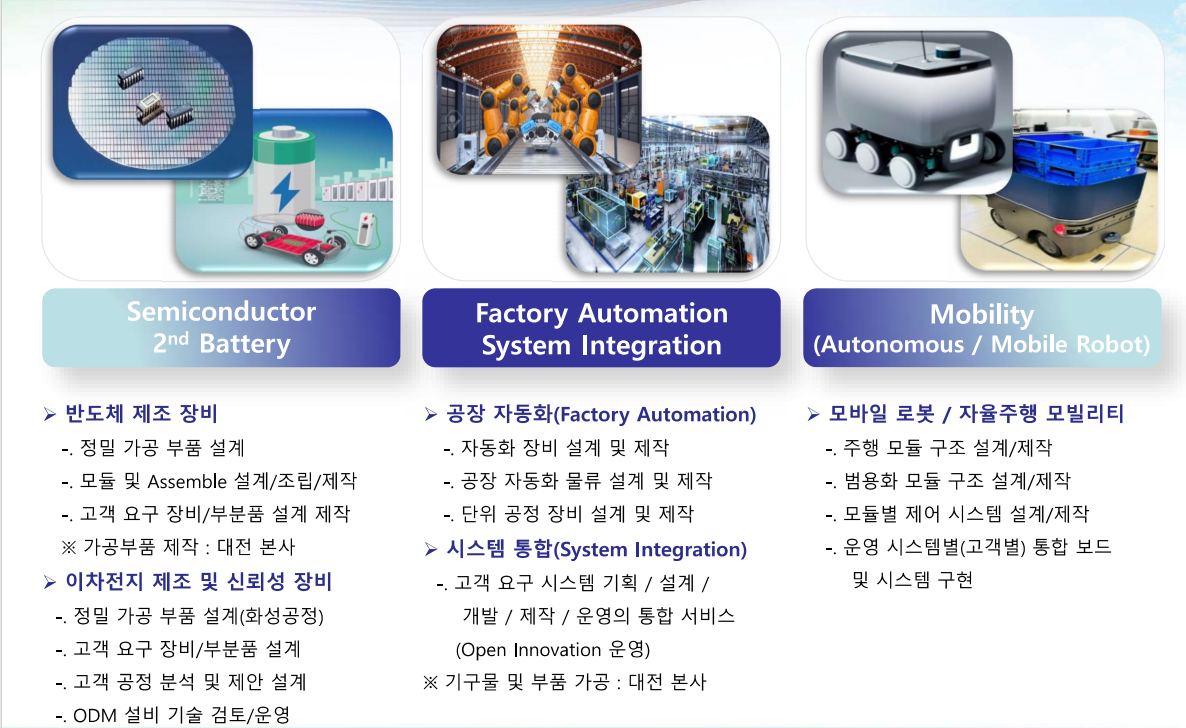 Semiconductor
2nd Battery
➢ 반도체 제조 장비
-. 정밀 가공 부품 설계
-. 모듈 및 Assemble 설계/조립/제작
-. 고객 요구 장비/부분품 설계 제작
※ 가공부품 제작 : 대전 본사
➢ 이차전지 제조 및 신뢰성 장비
-. 정밀 가공 부품 설계(화성공정)
-. 고객 요구 장비/부분품 설계
-. 고객 공정 분석 및 제안 설계
-. ODM 설비 기술 검토/운영
Factory Automation
System Integration
➢ 공장 자동화(Factory Automation)
-. 자동화 장비 설계 및 제작
-. 공장 자동화 물류 설계 및 제작
-. 단위 공정 장비 설계 및 제작
➢ 시스템 통합(System Integration)
-. 고객 요구 시스템 기획 / 설계 /
개발 / 제작 / 운영의 통합 서비스
(Open Innovation 운영)
※ 기구물 및 부품 가공 : 대전 본사
Mobility
(Autonomous / Mobile Robot)
➢ 모바일 로봇 / 자율주행 모빌리티
-. 주행 모듈 구조 설계/제작
-. 범용화 모듈 구조 설계/제작
-. 모듈별 제어 시스템 설계/제작
-. 운영 시스템별(고객별) 통합 보드
및 시스템 구현